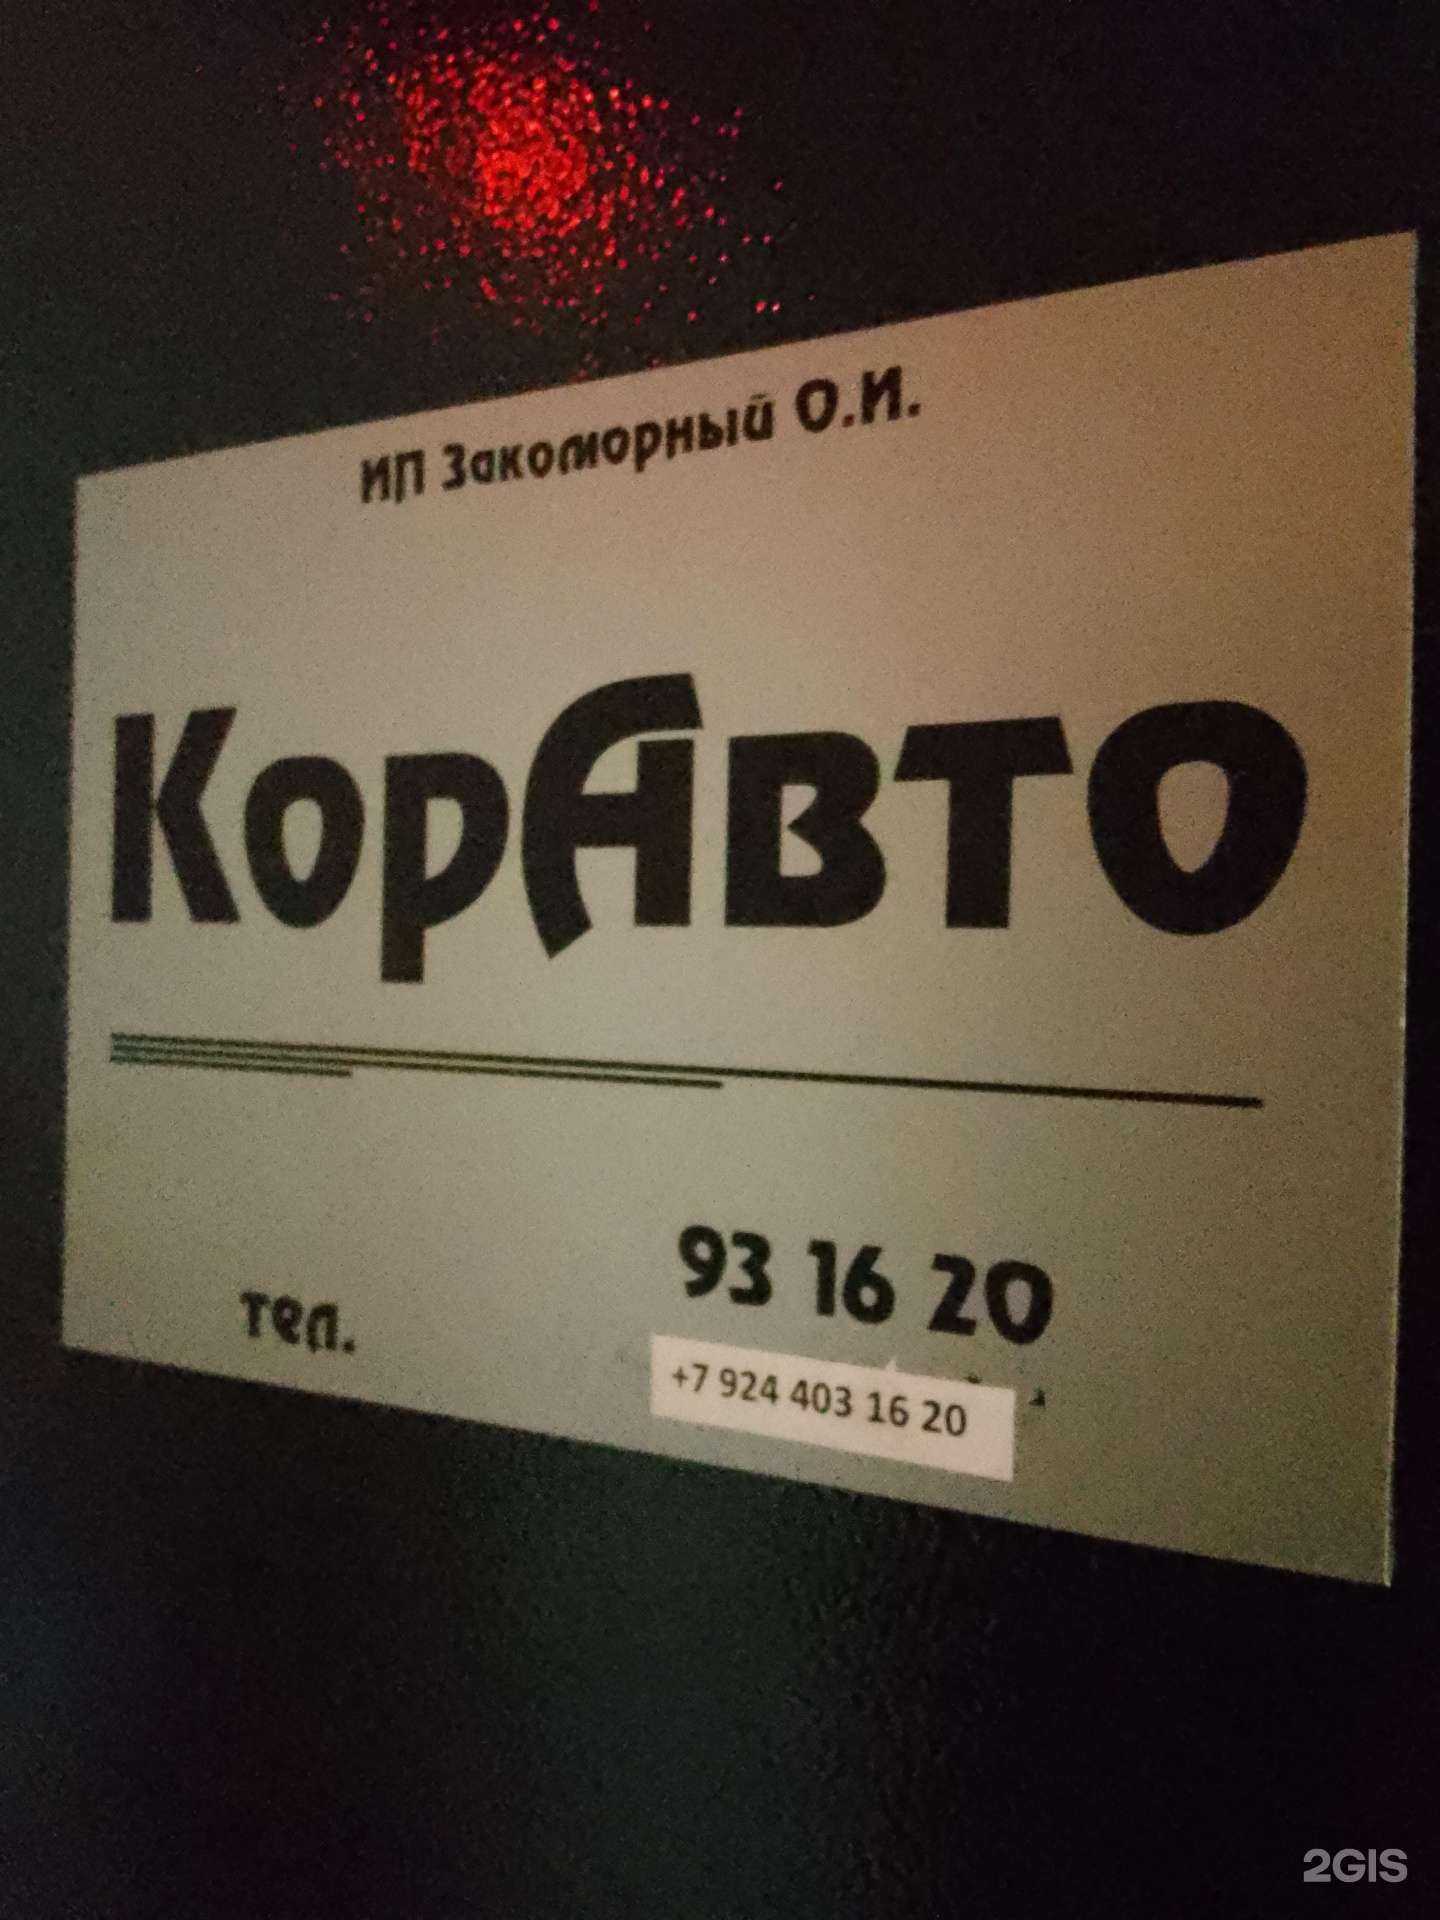 ИП Закоморный О.И.
КорАвто
93 16 20
тел.
+7 924 403 16 20
2GIS